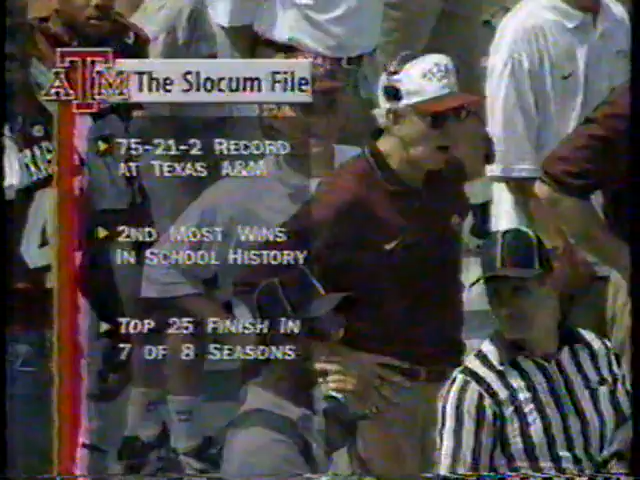 ATM The Slocum File
75-21-2 RECORD
AT TEXAS A&M
2ND MOST WINS
IN SCHOOL HISTORY
TOP 25 FINISH IN
7 OF 8 SEASONS